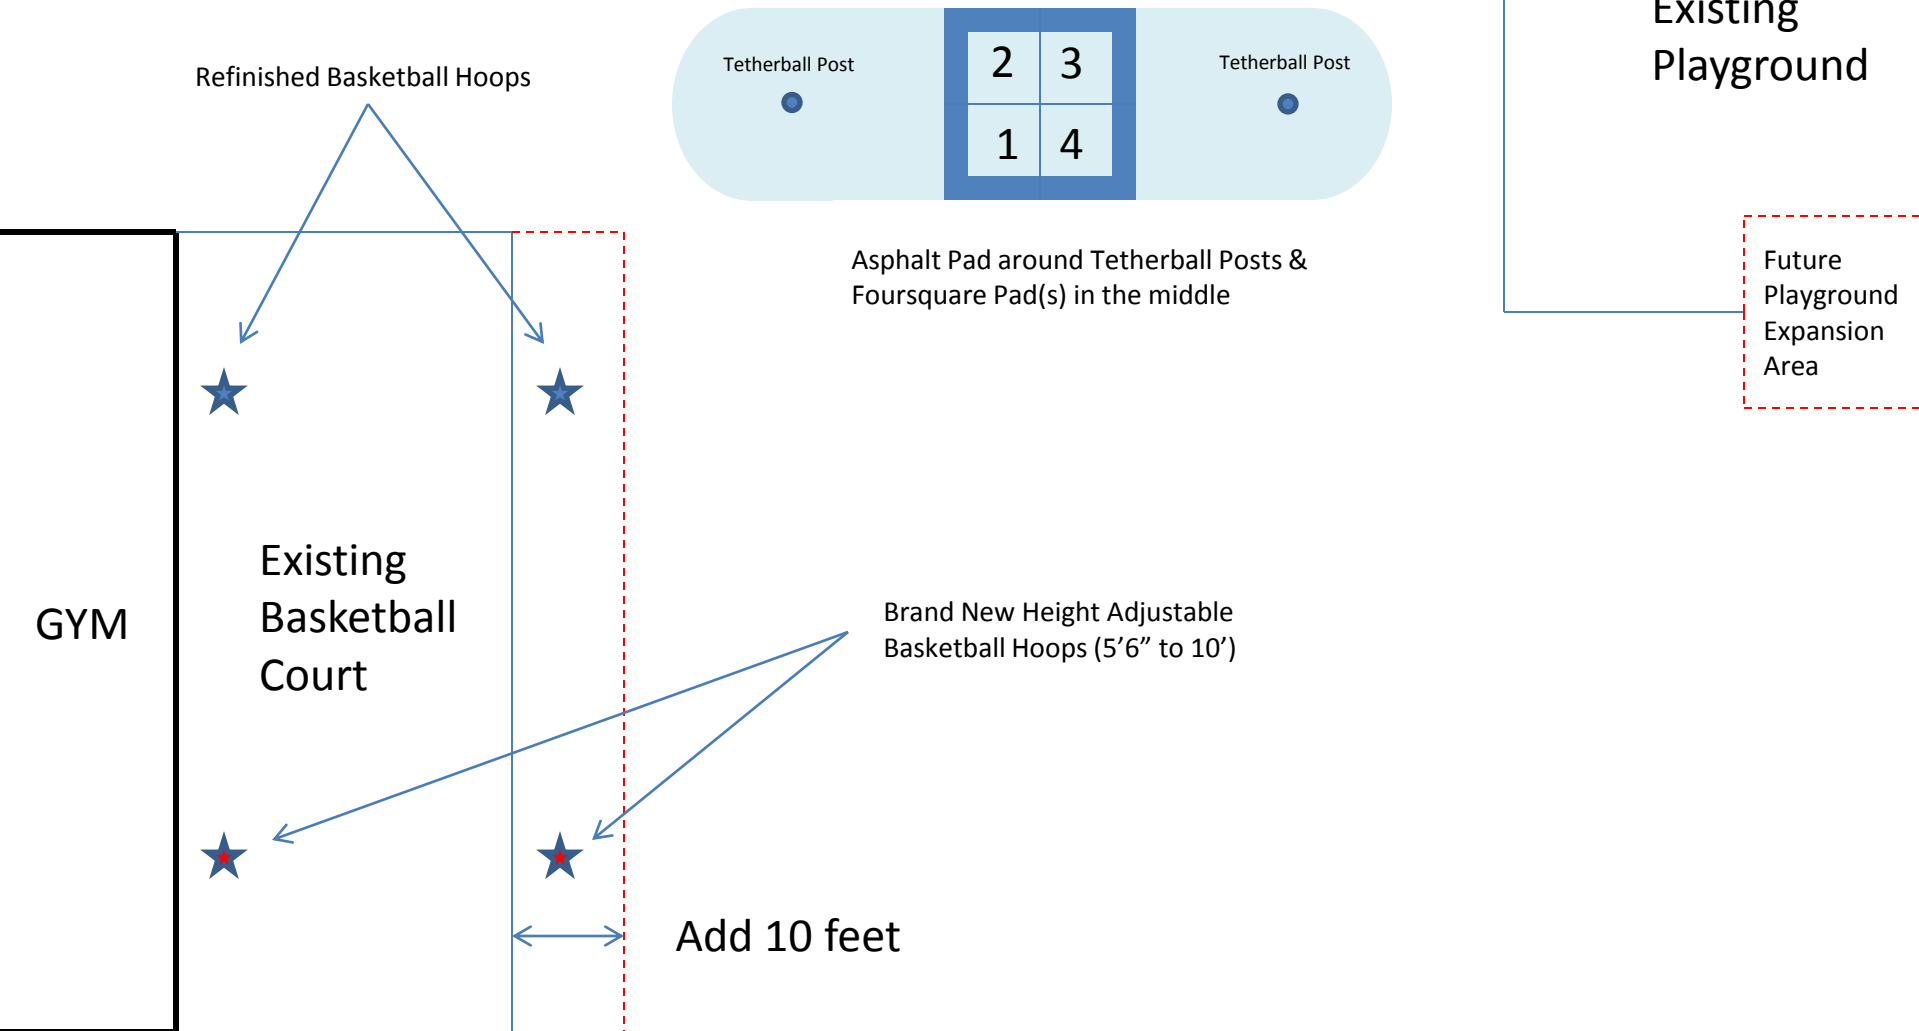 Existing
Playground
Refinished Basketball Hoops
Tetherball Post
2 3
1 4
Tetherball Post
Asphalt Pad around Tetherball Posts &
Foursquare Pad(s) in the middle
Future
Playground
Expansion
Area
GYM
Existing
Basketball
Court
Brand New Height Adjustable
Basketball Hoops (5’6” to 10’)
Add 10 feet